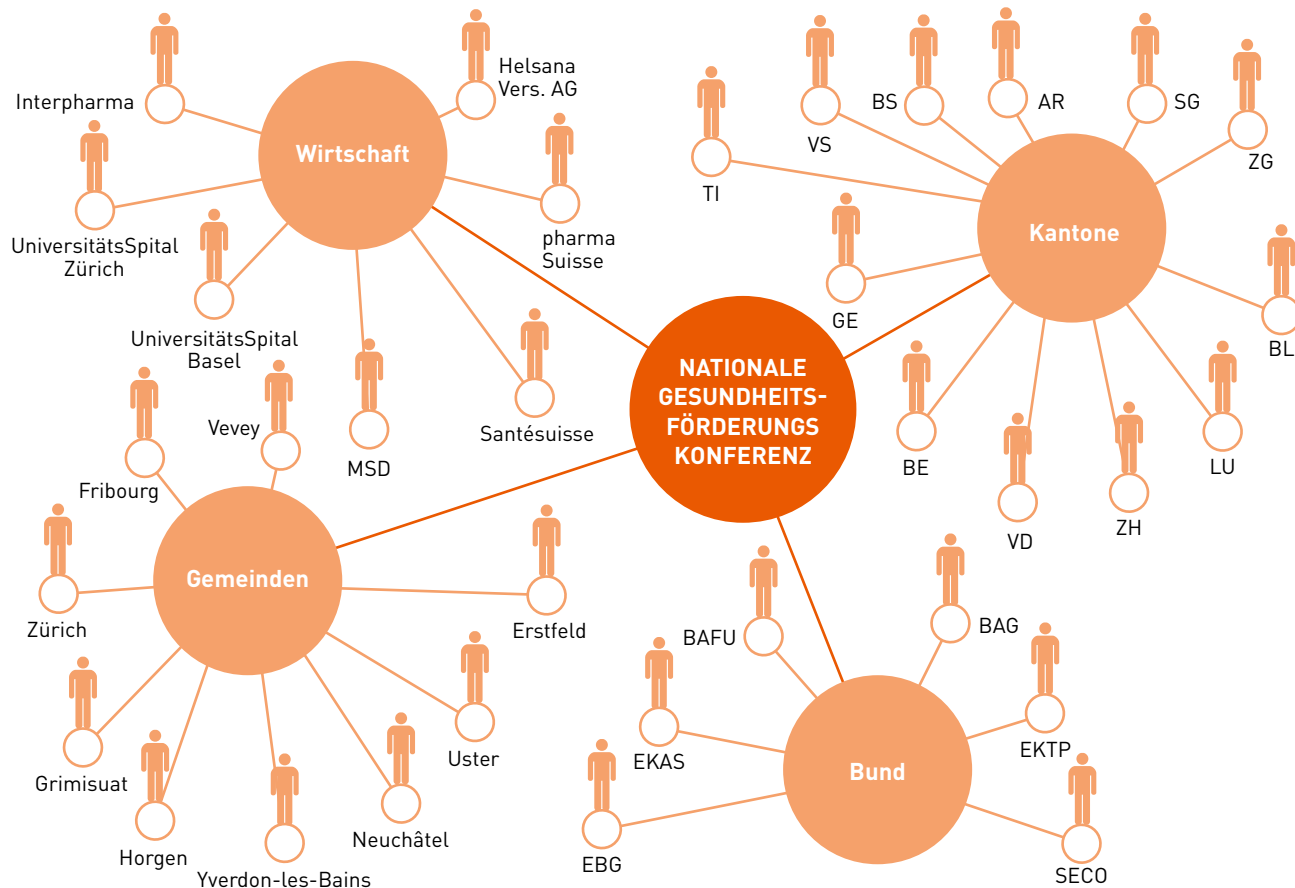 Interpharma
Helsana
Vers. AG
Wirtschaft
UniversitätsSpital
Zürich
pharma
Suisse
UniversitätsSpital
Basel
MSD
Santésuisse
BS
AR
SG
VS
ZG
TI
Kantone
GE
BL
BE
LU
VD
ZH
NATIONALE
GESUNDHEITS-
FÖRDERUNGS
KONFERENZ
Vevey
Fribourg
Gemeinden
Zürich
Erstfeld
Uster
Grimisuat
Neuchâtel
Horgen
Yverdon-les-Bains
BAFU
BAG
EKAS
EKTP
Bund
EBG
SECO